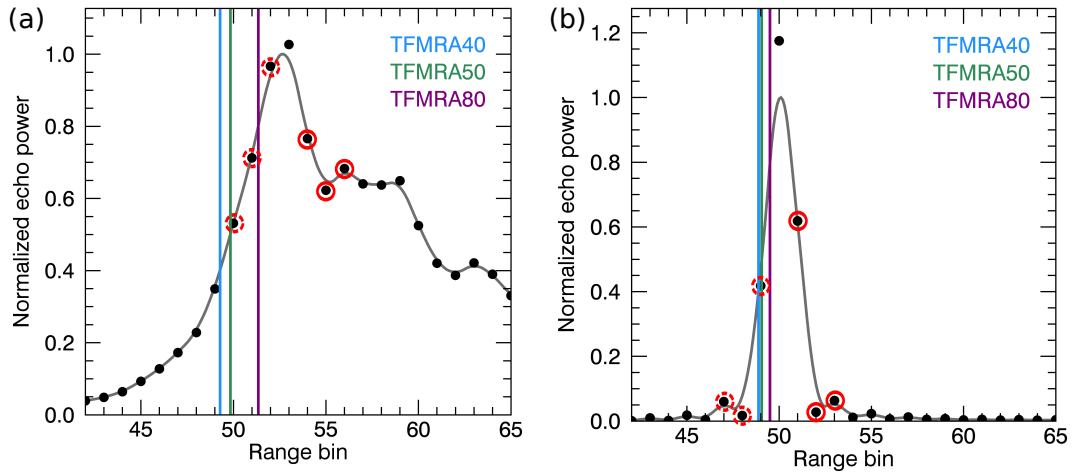 (a)
TFMRA40
TFMRA50
TFMRA80
Normalized echo power
1.0
0.8
0.6
0.4
0.2
0.0
45 50 55 60 65
Range bin
(b)
TFMRA40
TFMRA50
TFMRA80
Normalized echo power
1.2
1.0
0.8
0.6
0.4
0.2
0.0
45 50 55 60 65
Range bin